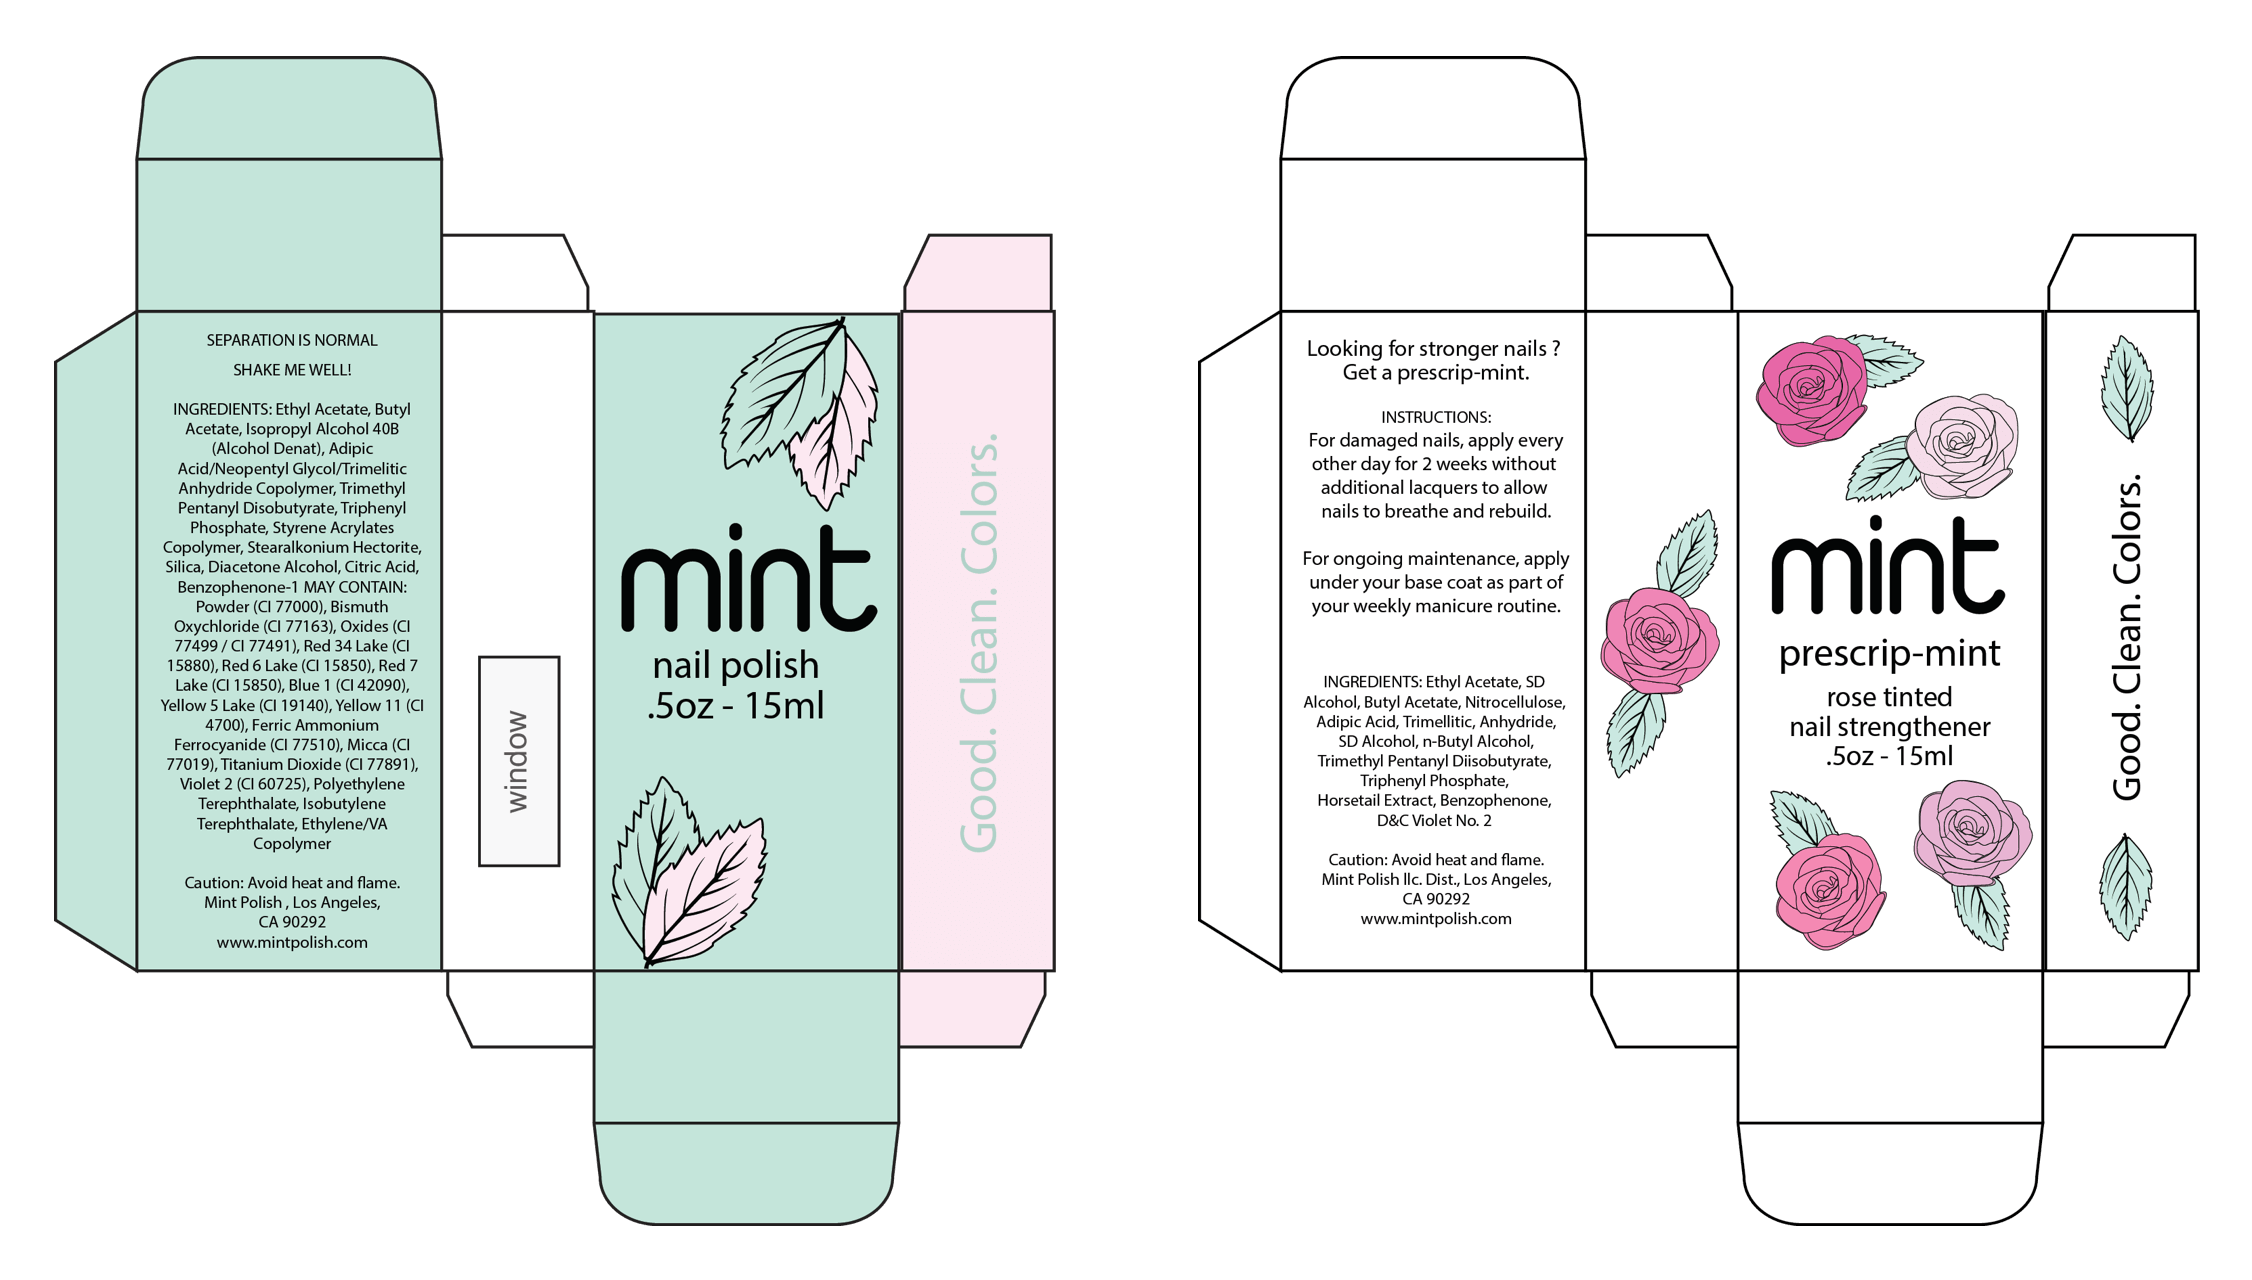 SEPARATION IS NORMAL
SHAKE ME WELL!
INGREDIENTS: Ethyl Acetate, Butyl
Acetate, Isopropyl Alcohol 40B
(Alcohol Denat), Adipic
Acid/Neopentyl Glycol/Trimelitic
Anhydride Copolymer, Trimethyl
Pentanyl Disobutyrate, Triphenyl
Phosphate, Styrene Acrylates
Copolymer, Stearalkonium Hectorite,
Silica, Diacetone Alcohol, Citric Acid,
Benzophenone-1 MAY CONTAIN:
Powder (CI 77000), Bismuth
Oxychloride (CI 77163), Oxides (CI
77499 / CI 77491), Red 34 Lake (CI
15880), Red 6 Lake (CI 15850), Red 7
Lake (CI 15850), Blue 1 (CI 42090),
Yellow 5 Lake (CI 19140), Yellow 11 (CI
4700), Ferric Ammonium
Ferrocyanide (CI 77510), Micca (CI
77019), Titanium Dioxide (CI 77891),
Violet 2 (CI 60725), Polyethylene
Terephthalate, Isobutylene
Terephthalate, Ethylene/VA
Copolymer
Caution: Avoid heat and flame.
Mint Polish , Los Angeles,
CA 90292
www.mintpolish.com
window
mint
nail polish
.5oz - 15ml
Good. Clean. Colors.
Looking for stronger nails ?
Get a prescrip-mint.
INSTRUCTIONS:
For damaged nails, apply every
other day for 2 weeks without
additional lacquers to allow
nails to breathe and rebuild.
For ongoing maintenance, apply
under your base coat as part of
your weekly manicure routine.
INGREDIENTS: Ethyl Acetate, SD
Alcohol, Butyl Acetate, Nitrocellulose,
Adipic Acid, Trimellitic, Anhydride,
SD Alcohol, n-Butyl Alcohol,
Trimethyl Pentanyl Diisobutyrate,
Triphenyl Phosphate,
Horsetail Extract, Benzophenone,
D&C Violet No. 2
Caution: Avoid heat and flame.
Mint Polish llc. Dist., Los Angeles,
CA 90292
www.mintpolish.com
mint
prescrip-mint
rose tinted
nail strengthener
.5oz - 15ml
Good. Clean. Colors.